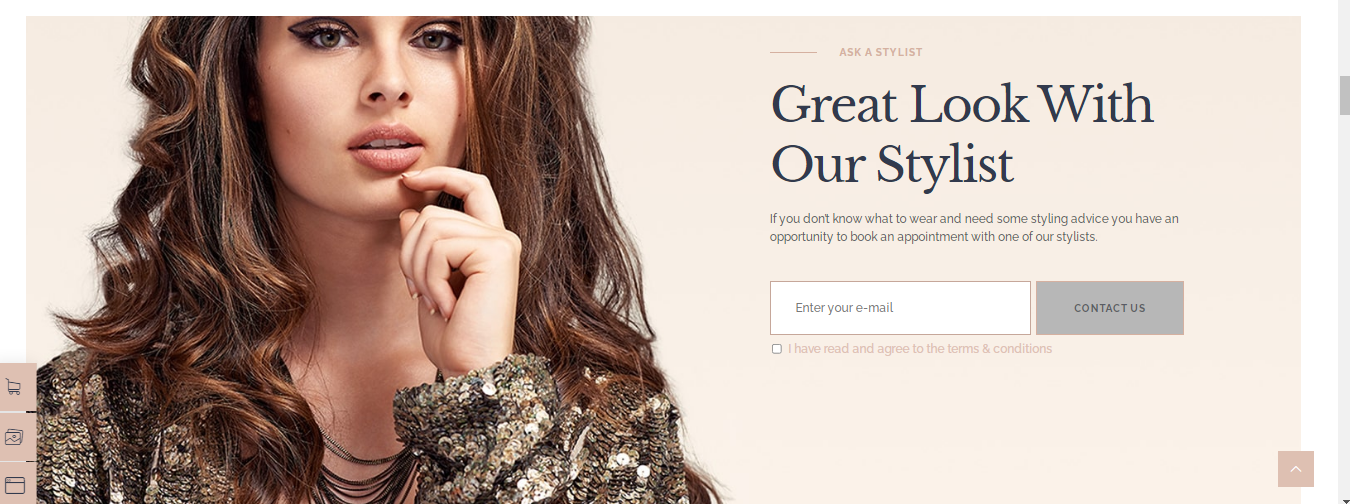 ASK A STYLIST
Great Look With
Our Stylist
If you don't know what to wear and need some styling advice you have an
opportunity to book an appointment with one of our stylists.
Enter your e-mail
CONTACT US
I have read and agree to the terms & conditions